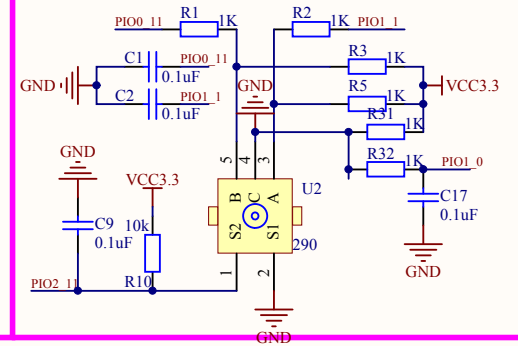 PIO0_11 R1 1K R2 1K PIO1_1
C1 PIO0_11 R3 1K
GND 0.1uF GND VCC3.3
C2 PIO1_1 R5 1K
0.1uF R31 1K
GND R32 1K PIO1_0
VCC3.3 5 4 3 U2 C17
B C A 0.1uF
C9 10k S2 S1 290
0.1uF GND
PIO2_11 R10 1 2
GND